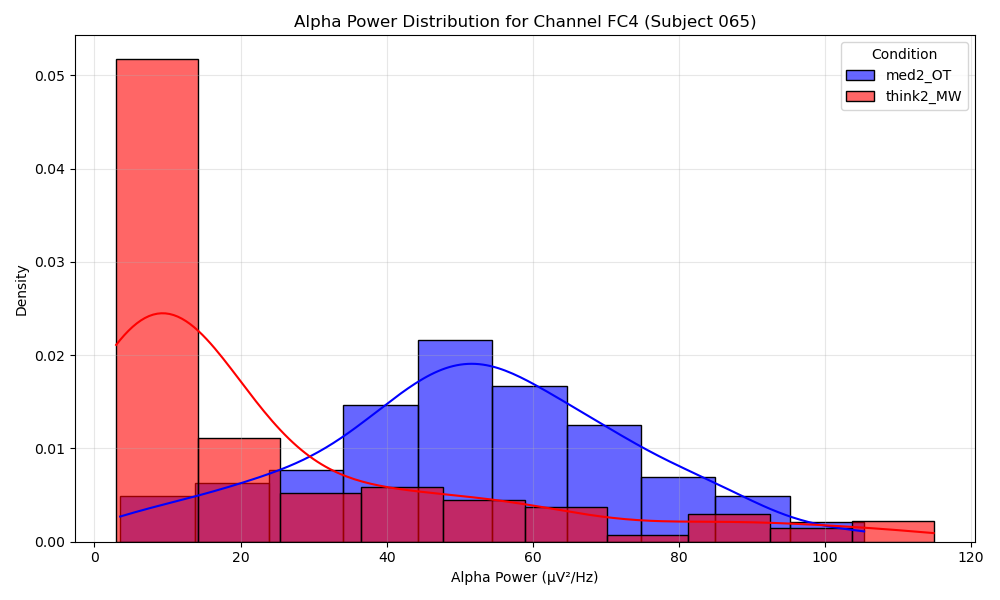 Alpha Power Distribution for Channel FC4 (Subject 065)
Condition
med2_OT
think2_MW
0.05
0.04
0.03
0.02
0.01
0.00
Density
0 20 40 60 80 100 120
Alpha Power (µV²/Hz)